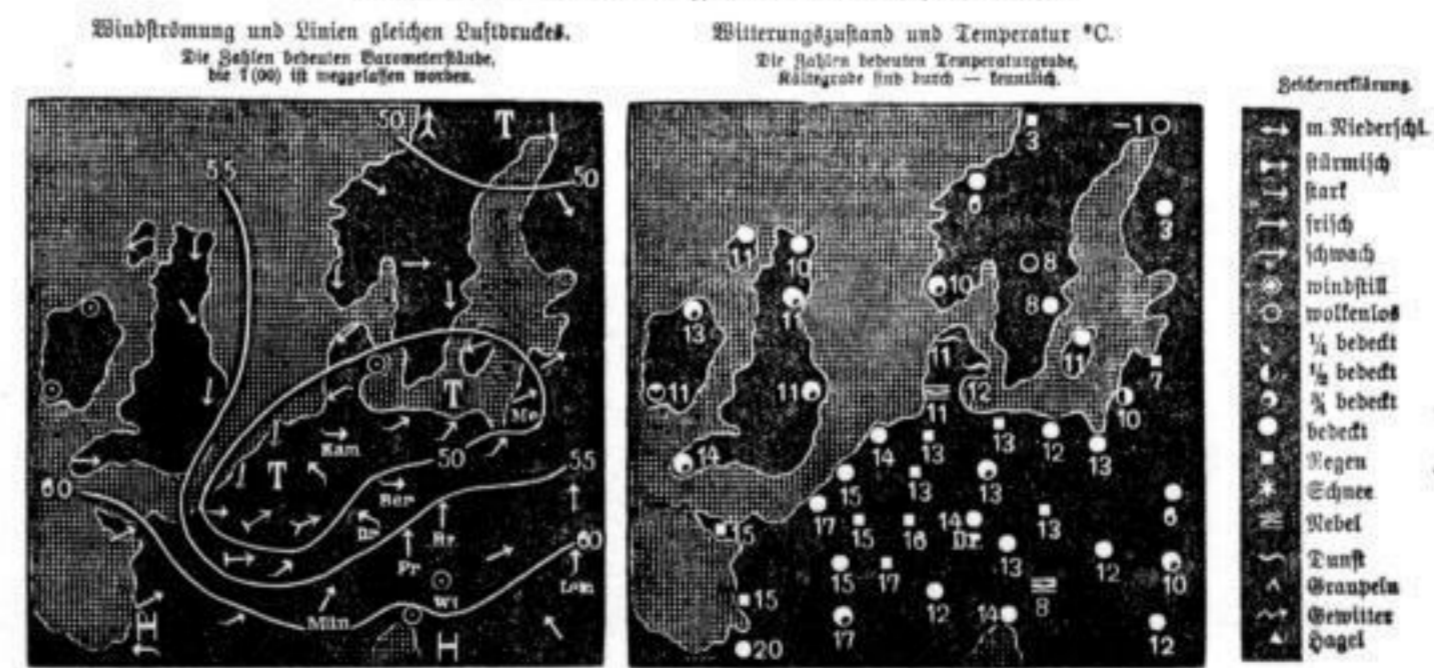 Windströmung und Linien gleichen Luftdruckes.
Die Zahlen bedeuten Barometerstände,
die 7(00) ist weggelassen worden.
55
50
T
50
T
Me
Kam
T
50
55
60
Ber
Dr
Br
Pr
60
Lem
Wi
Mün
H
H
Witterungszustand und Temperatur °C.
Die Zahlen bedeuten Temperaturgrade,
Kältegrade sind durch — kenntlich.
3
-1
6
3
11
10
8
10
8
13
11
11
11
7
11
11
11
12
10
14
14
13
13
12
13
15
13
13
17
15
16
14
13
6
15
Dr.
15
17
13
12
10
15
12
8
17
14
12
20
Zeichenerklärung
m. Niederschl.
stürmisch
stark
frisch
schwach
windstill
wolkenlos
¼ bedeckt
½ bedeckt
¾ bedeckt
bedeckt
Regen
Schnee
Nebel
Dunst
Graupeln
Gewitter
Hagel